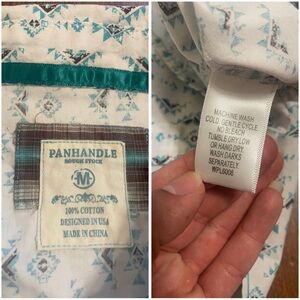 PANHANDLE
ROUGH STOCK
M
100% COTTON
DESIGNED IN USA
MADE IN CHINA
MACHINE WASH
COLD GENTLE CYCLE
NO BLEACH
TUMBLE DRY LOW
OR HANG DRY
WASH DARKS
SEPARATELY
WPL6006